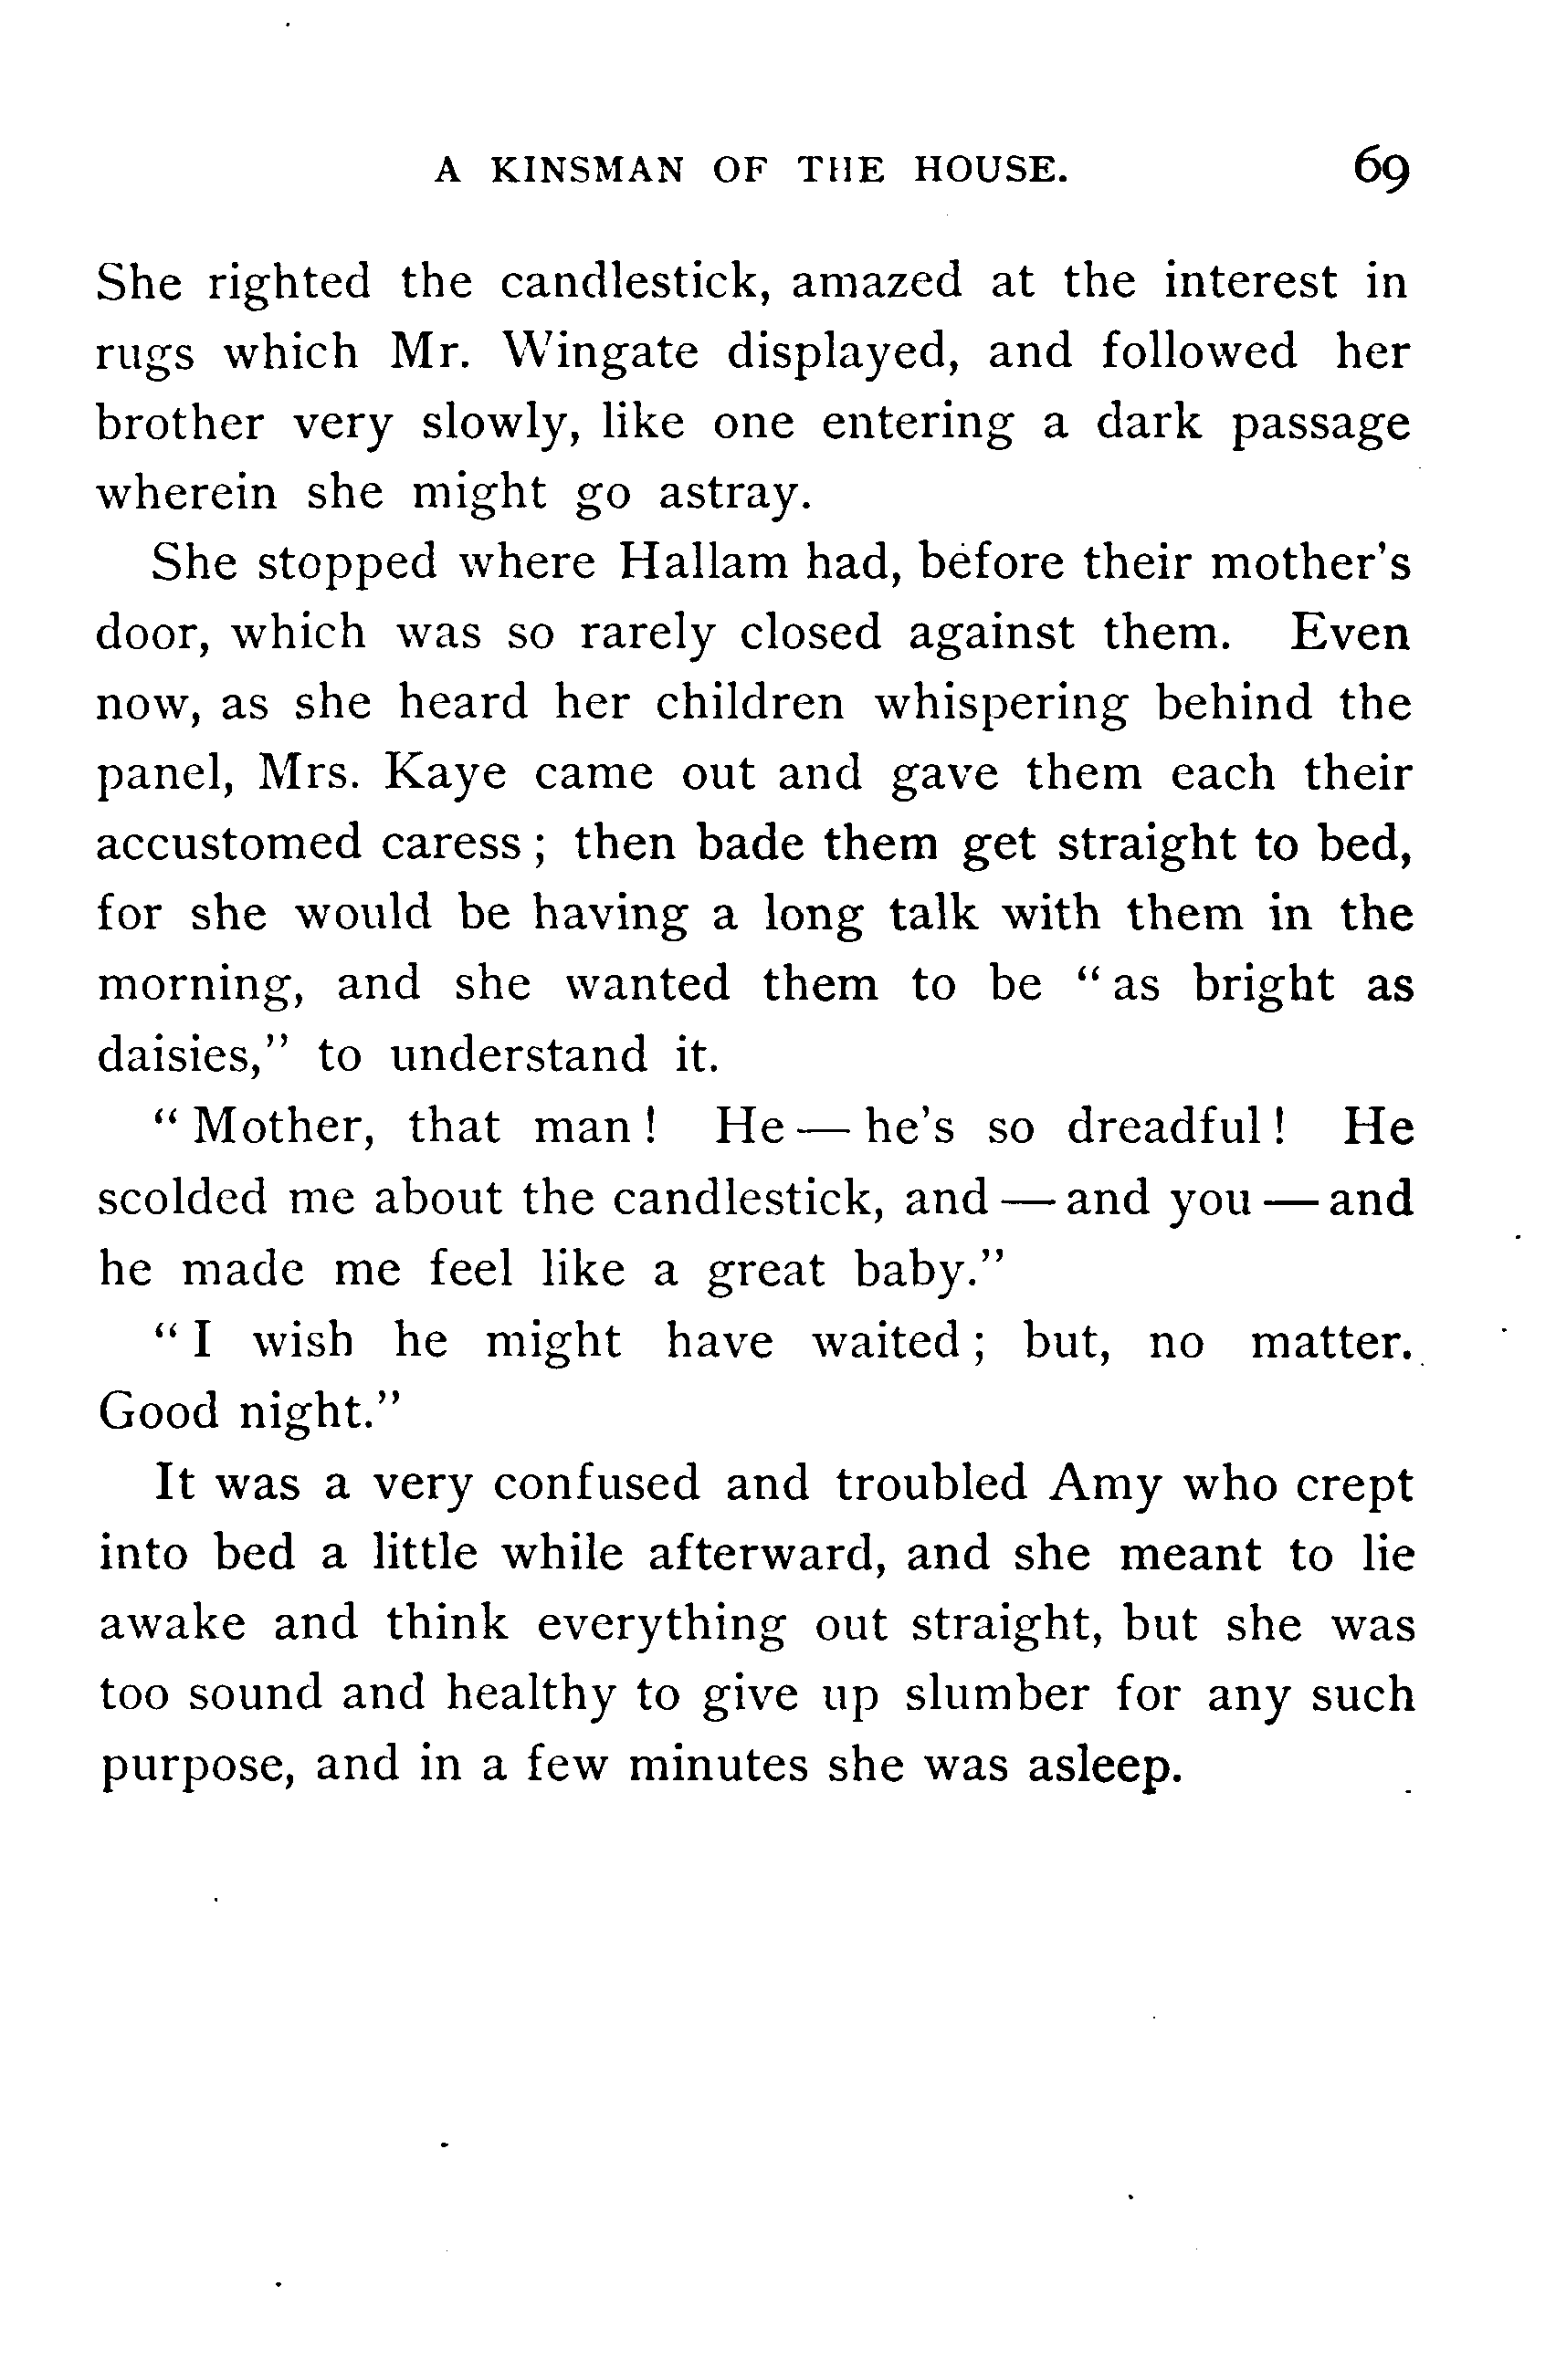 A KINSMAN OF THE HOUSE. 69
She righted the candlestick, amazed at the interest in
rugs which Mr. Wingate displayed, and followed her
brother very slowly, like one entering a dark passage
wherein she might go astray.
She stopped where Hallam had, before their mother's
door, which was so rarely closed against them. Even
now, as she heard her children whispering behind the
panel, Mrs. Kaye came out and gave them each their
accustomed caress; then bade them get straight to bed,
for she would be having a long talk with them in the
morning, and she wanted them to be “as bright as
daisies,” to understand it.
“Mother, that man! He — he's so dreadful! He
scolded me about the candlestick, and — and you — and
he made me feel like a great baby.”
“I wish he might have waited; but, no matter.
Good night.”
It was a very confused and troubled Amy who crept
into bed a little while afterward, and she meant to lie
awake and think everything out straight, but she was
too sound and healthy to give up slumber for any such
purpose, and in a few minutes she was asleep.